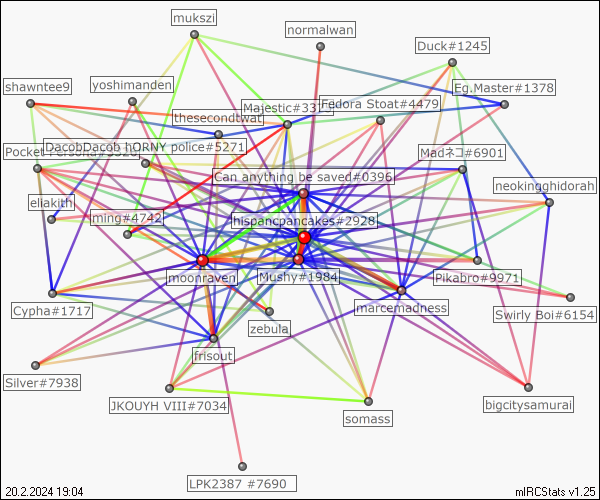 mukszi
normalwan
Duck#1245
shawntee9
yoshimanden
Eg.Master#1378
Majestic#331
Fedora Stoat#4479
thesecondtwat
DacobDacob hORNY police#5271
Madネコ#6901
Can anything be saved#0396
neokingghidorah
eliakith
ming#4742
hispancpancakes#2928
moonraven
Mushy#1984
Pikabro#9971
Cypha#1717
marcemadness
Swirly Boi#6154
zebula
frisout
Silver#7938
JKOUYH VIII#7034
somass
bigcitysamurai
LPK2387 #7690
20.2.2024 19:04
mIRCStats v1.25